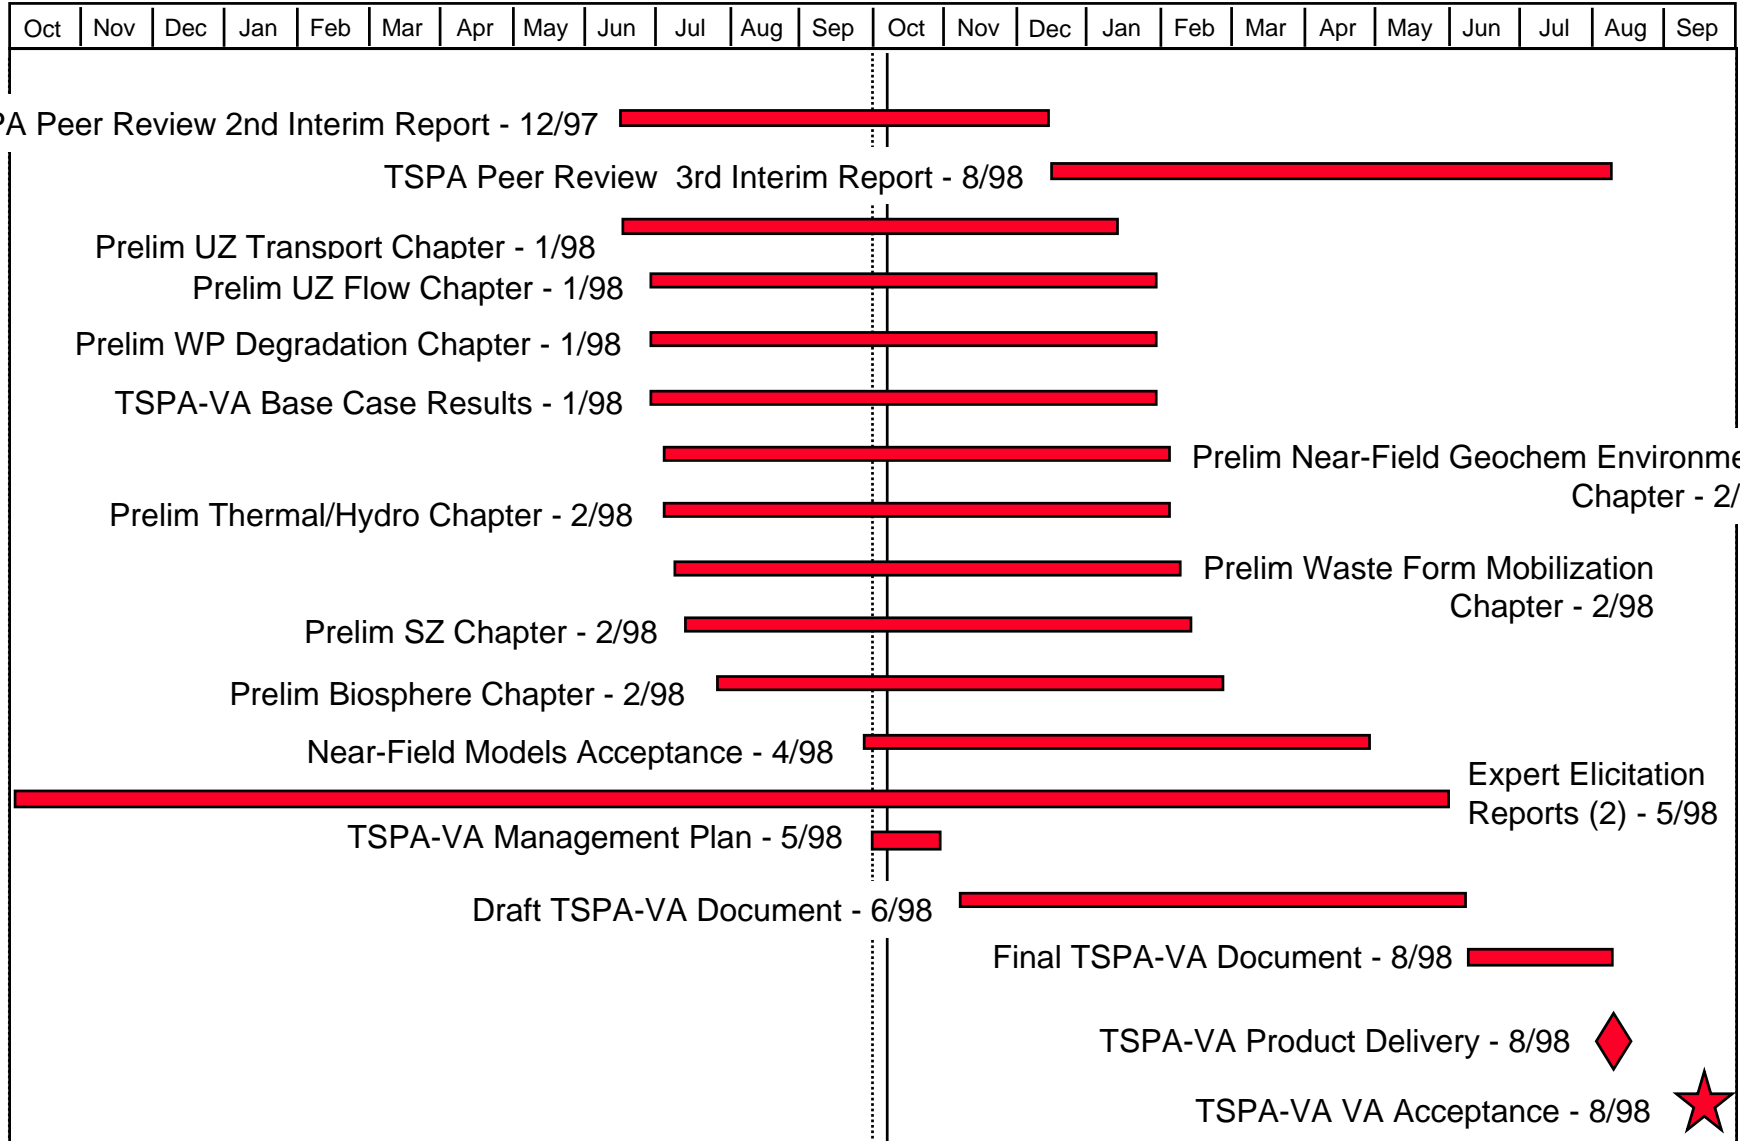 Oct Nov Dec Jan Feb Mar Apr May Jun Jul Aug Sep Oct Nov Dec Jan Feb Mar Apr May Jun Jul Aug Sep
PA Peer Review 2nd Interim Report - 12/97
TSPA Peer Review 3rd Interim Report - 8/98
Prelim UZ Transport Chapter - 1/98
Prelim UZ Flow Chapter - 1/98
Prelim WP Degradation Chapter - 1/98
TSPA-VA Base Case Results - 1/98
Prelim Near-Field Geochem Environme
Chapter - 2/
Prelim Thermal/Hydro Chapter - 2/98
Prelim Waste Form Mobilization
Chapter - 2/98
Prelim SZ Chapter - 2/98
Prelim Biosphere Chapter - 2/98
Near-Field Models Acceptance - 4/98
Expert Elicitation
Reports (2) - 5/98
TSPA-VA Management Plan - 5/98
Draft TSPA-VA Document - 6/98
Final TSPA-VA Document - 8/98
TSPA-VA Product Delivery - 8/98
TSPA-VA VA Acceptance - 8/98